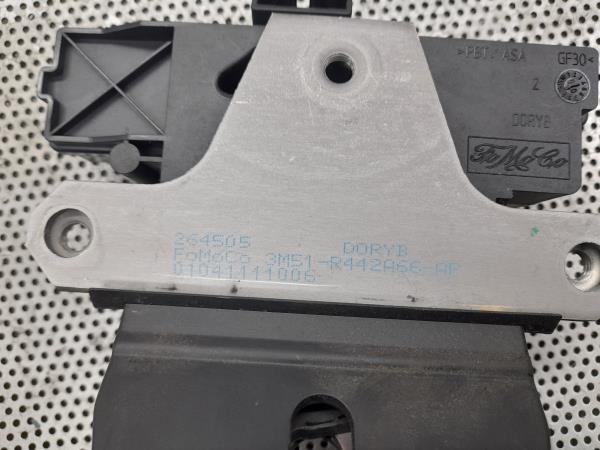 >PBT/ASA GF30<
2
DORYB
FoMoCo
264505 DORYB
FoMoCo 3M51-R442A66-AP
01041111006